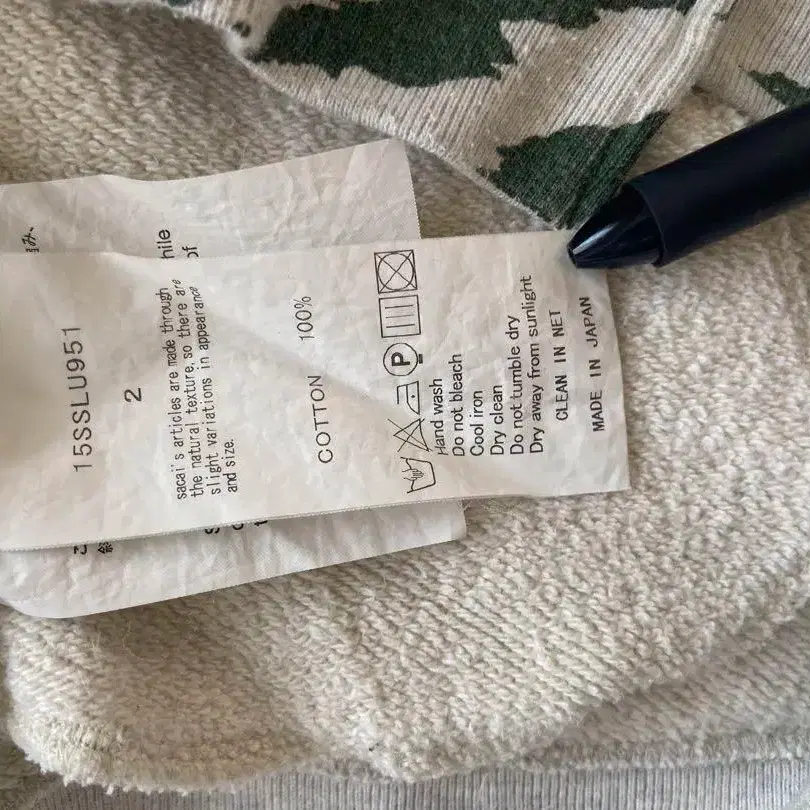 15SSLU951
2
sacai's articles are made through
the natural texture, so there are
slight variations in appearance
and size.
COTTON 100%
P
Hand wash
Do not bleach
Cool iron
Dry clean
Do not tumble dry
Dry away from sunlight
CLEAN IN NET
MADE IN JAPAN